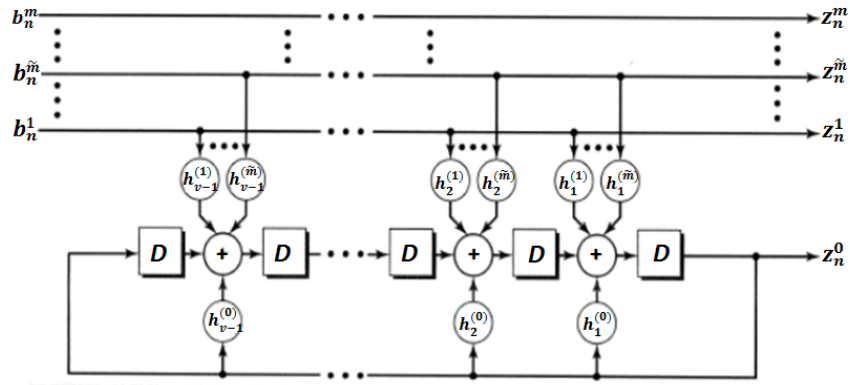 b_n^m z_n^m
b_n^m̃ z_n^m̃
b_n^1 z_n^1
h_{v-1}^{(1)} h_{v-1}^{(m̃)} h_2^{(1)} h_2^{(m̃)} h_1^{(1)} h_1^{(m̃)}
D + D D + D + D z_n^0
h_{v-1}^{(0)} h_2^{(0)} h_1^{(0)}